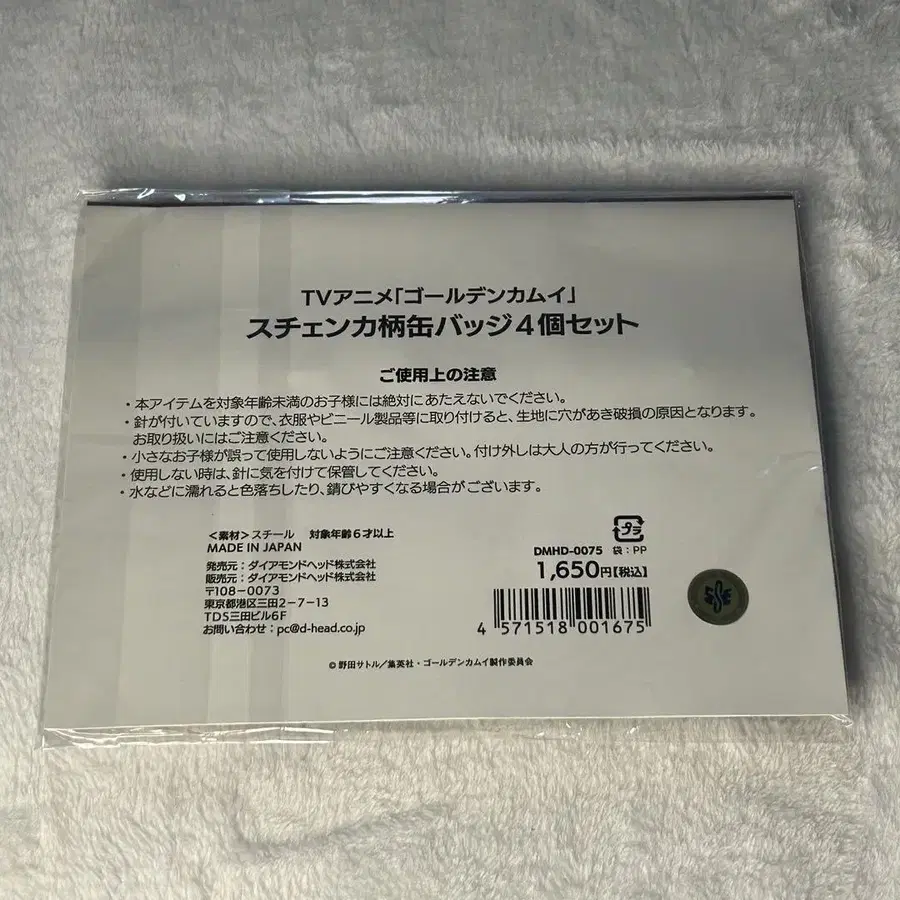 TVアニメ「ゴールデンカムイ」
スチェンカ柄缶バッジ4個セット
ご使用上の注意
・本アイテムを対象年齢未満のお子様には絶対にあたえないでください。
・針が付いていますので、衣服やビニール製品等に取り付けると、生地に穴があき破損の原因となります。
お取り扱いにはご注意ください。
・小さなお子様が誤って使用しないようにご注意ください。付け外しは大人の方が行ってください。
・使用しない時は、針に気を付けて保管してください。
・水などに濡れると色落ちしたり、錆びやすくなる場合がございます。
<素材>スチール 対象年齢6才以上
MADE IN JAPAN
発売元:ダイアモンドヘッド株式会社
販売元:ダイアモンドヘッド株式会社
〒108-0073
東京都港区三田2-7-13
TDS三田ビル6F
お問い合わせ:pc@d-head.co.jp
プラ
DMHD-0075 袋:PP
1,650円【税込】
4 571518 001675
©野田サトル/集英社・ゴールデンカムイ製作委員会